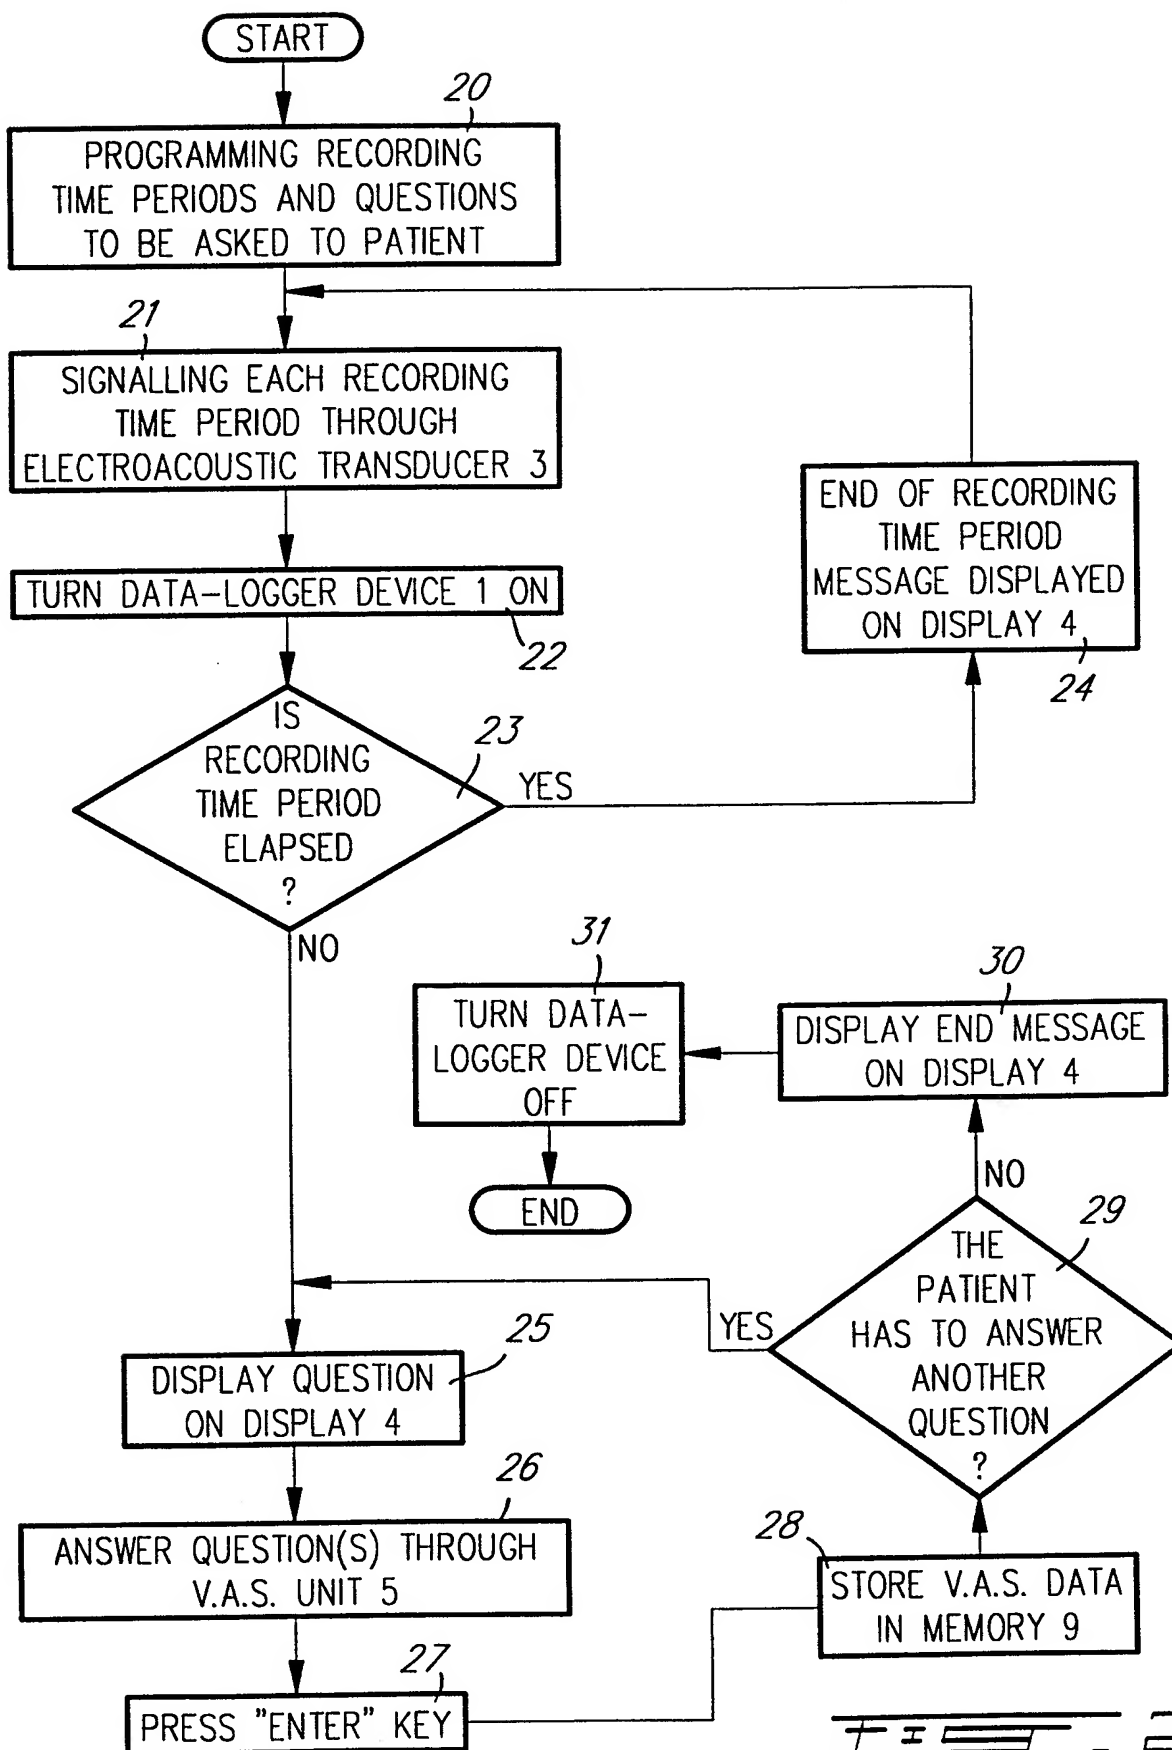 START
20
PROGRAMMING RECORDING
TIME PERIODS AND QUESTIONS
TO BE ASKED TO PATIENT
21
SIGNALLING EACH RECORDING
TIME PERIOD THROUGH
ELECTROACOUSTIC TRANSDUCER 3
TURN DATA-LOGGER DEVICE 1 ON
22
IS
RECORDING
TIME PERIOD
ELAPSED
?
23
YES
NO
END OF RECORDING
TIME PERIOD
MESSAGE DISPLAYED
ON DISPLAY 4
24
31
TURN DATA-
LOGGER DEVICE
OFF
END
30
DISPLAY END MESSAGE
ON DISPLAY 4
NO
29
THE
PATIENT
HAS TO ANSWER
ANOTHER
QUESTION
?
YES
25
DISPLAY QUESTION
ON DISPLAY 4
26
ANSWER QUESTION(S) THROUGH
V.A.S. UNIT 5
27
PRESS "ENTER" KEY
28
STORE V.A.S. DATA
IN MEMORY 9